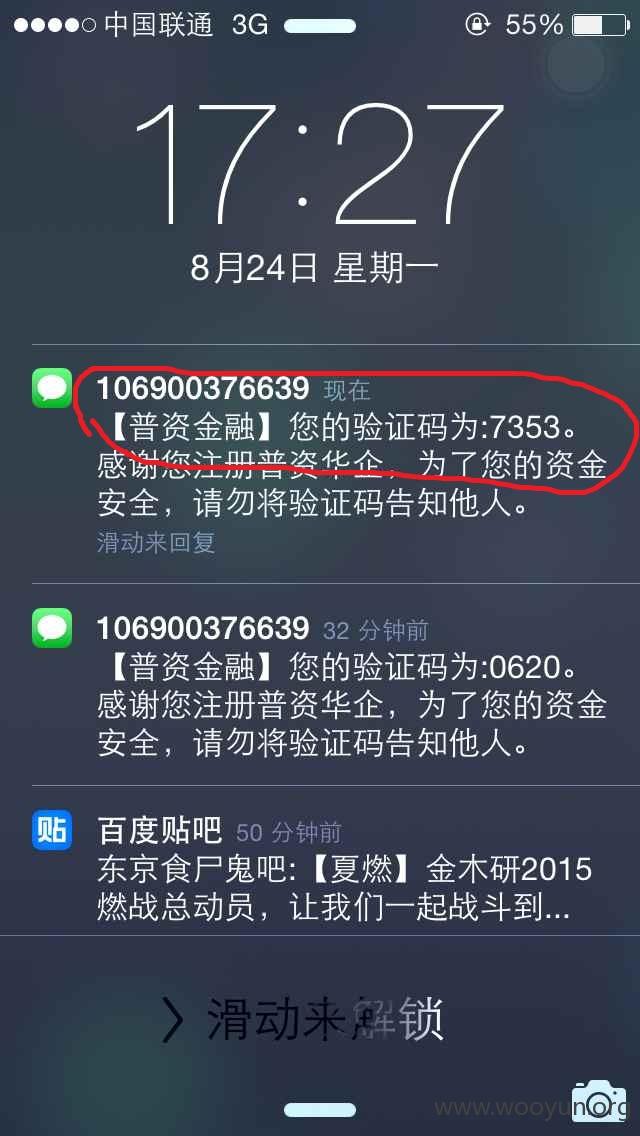 中国联通 3G 55%
17:27
8月24日 星期一
106900376639 现在
【普资金融】您的验证码为:7353。
感谢您注册普资华企，为了您的资金
安全，请勿将验证码告知他人。
滑动来回复
106900376639 32 分钟前
【普资金融】您的验证码为:0620。
感谢您注册普资华企，为了您的资金
安全，请勿将验证码告知他人。
贴 百度贴吧 50 分钟前
东京食尸鬼吧:【夏燃】金木研2015
燃战总动员，让我们一起战斗到...
滑动来解锁
www.wooyun.org